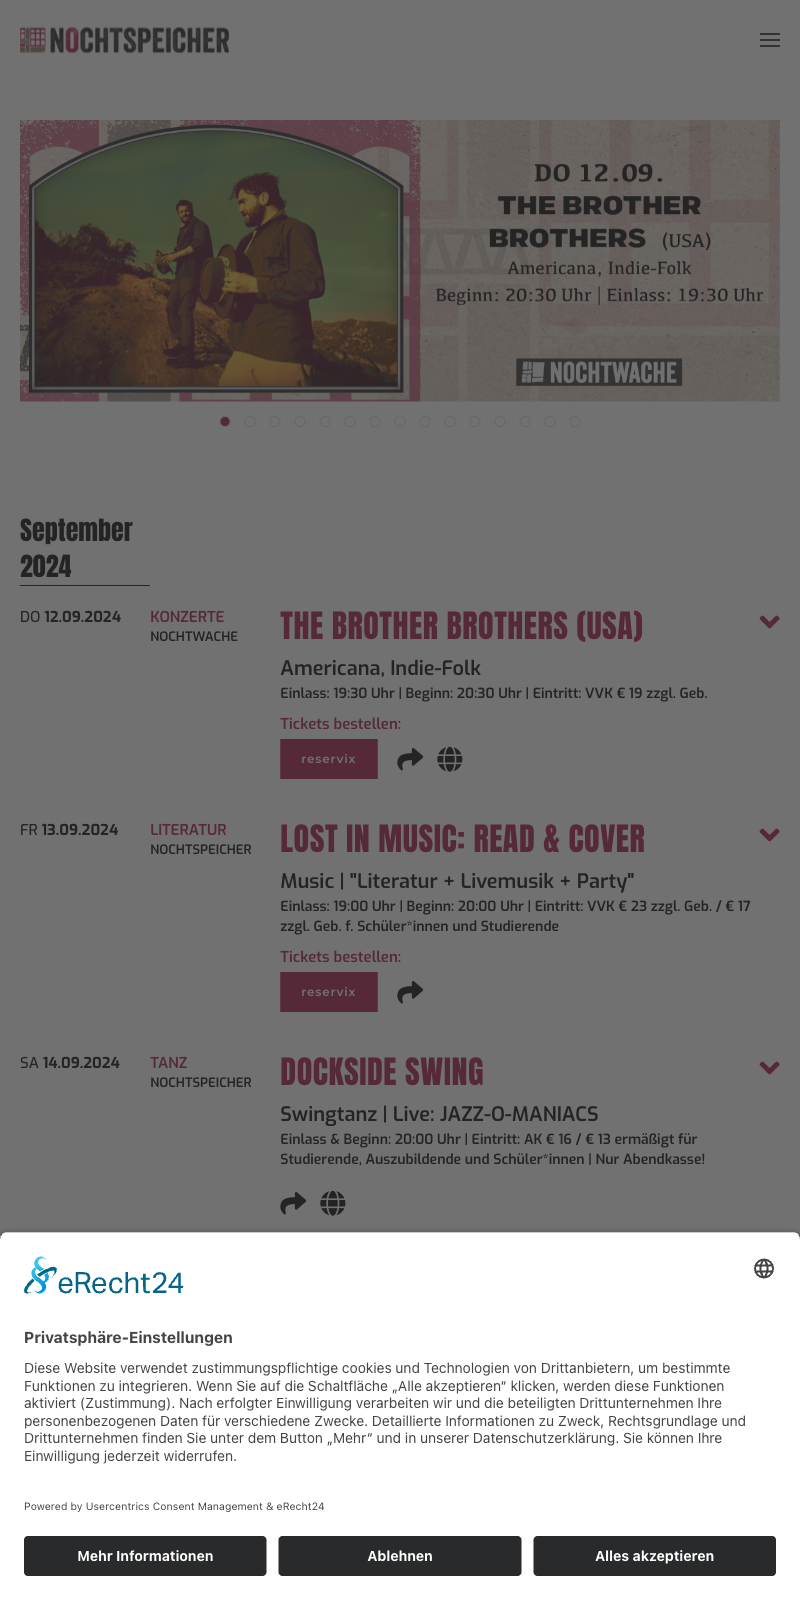 NOCHTSPEICHER
DO 12.09.
THE BROTHER
BROTHERS (USA)
Americana, Indie-Folk
Beginn: 20:30 Uhr | Einlass: 19:30 Uhr
NOCHTWACHE
September
2024
DO 12.09.2024
KONZERTE
NOCHTWACHE
THE BROTHER BROTHERS (USA)
Americana, Indie-Folk
Einlass: 19:30 Uhr | Beginn: 20:30 Uhr | Eintritt: VVK € 19 zzgl. Geb.
Tickets bestellen:
reservix
FR 13.09.2024
LITERATUR
NOCHTSPEICHER
LOST IN MUSIC: READ & COVER
Music | "Literatur + Livemusik + Party"
Einlass: 19:00 Uhr | Beginn: 20:00 Uhr | Eintritt: VVK € 23 zzgl. Geb. / € 17
zzgl. Geb. f. Schüler*innen und Studierende
Tickets bestellen:
reservix
SA 14.09.2024
TANZ
NOCHTSPEICHER
DOCKSIDE SWING
Swingtanz | Live: JAZZ-O-MANIACS
Einlass & Beginn: 20:00 Uhr | Eintritt: AK € 16 / € 13 ermäßigt für
Studierende, Auszubildende und Schüler*innen | Nur Abendkasse!
eRecht24
Privatsphäre-Einstellungen
Diese Website verwendet zustimmungspflichtige cookies und Technologien von Drittanbietern, um bestimmte
Funktionen zu integrieren. Wenn Sie auf die Schaltfläche „Alle akzeptieren“ klicken, werden diese Funktionen
aktiviert (Zustimmung). Nach erfolgter Einwilligung verarbeiten wir und die beteiligten Drittunternehmen Ihre
personenbezogenen Daten für verschiedene Zwecke. Detaillierte Informationen zu Zweck, Rechtsgrundlage und
Drittunternehmen finden Sie unter dem Button „Mehr“ und in unserer Datenschutzerklärung. Sie können Ihre
Einwilligung jederzeit widerrufen.
Powered by Usercentrics Consent Management & eRecht24
Mehr Informationen
Ablehnen
Alles akzeptieren